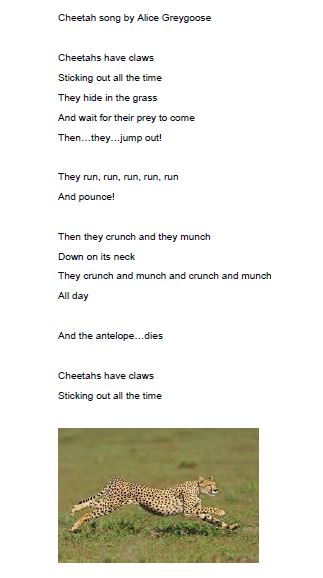 Cheetah song by Alice Greygoose
Cheetahs have claws
Sticking out all the time
They hide in the grass
And wait for their prey to come
Then…they…jump out!
They run, run, run, run, run
And pounce!
Then they crunch and they munch
Down on its neck
They crunch and munch and crunch and munch
All day
And the antelope…dies
Cheetahs have claws
Sticking out all the time